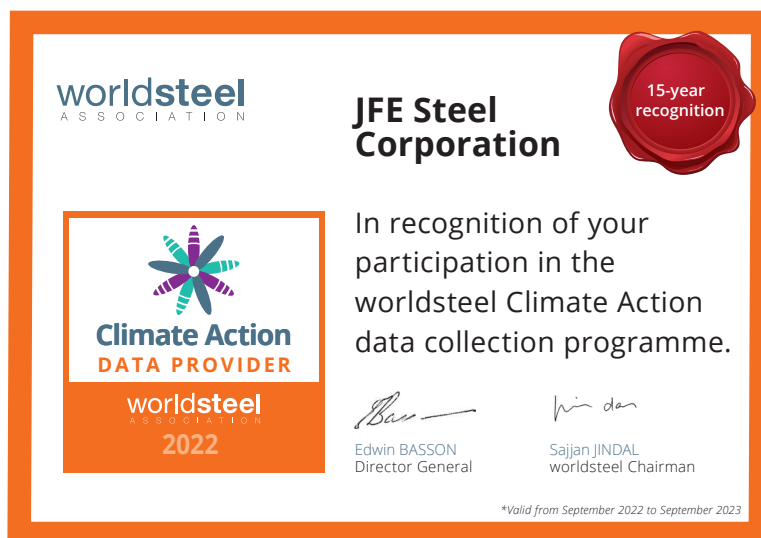 worldsteel
ASSOCIATION
JFE Steel
Corporation
15-year
recognition
In recognition of your
participation in the
worldsteel Climate Action
data collection programme.
Climate Action
DATA PROVIDER
worldsteel
ASSOCIATION
2022
Edwin BASSON
Director General
Sajjan JINDAL
worldsteel Chairman
*Valid from September 2022 to September 2023